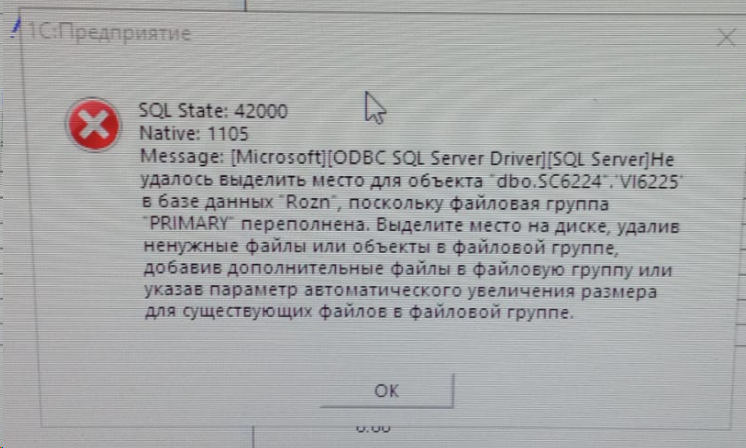 1С:Предприятие
SQL State: 42000
Native: 1105
Message: [Microsoft][ODBC SQL Server Driver][SQL Server]Не
удалось выделить место для объекта "dbo.SC6224".'VI6225'
в базе данных "Rozn", поскольку файловая группа
"PRIMARY" переполнена. Выделите место на диске, удалив
ненужные файлы или объекты в файловой группе,
добавив дополнительные файлы в файловую группу или
указав параметр автоматического увеличения размера
для существующих файлов в файловой группе.
OK